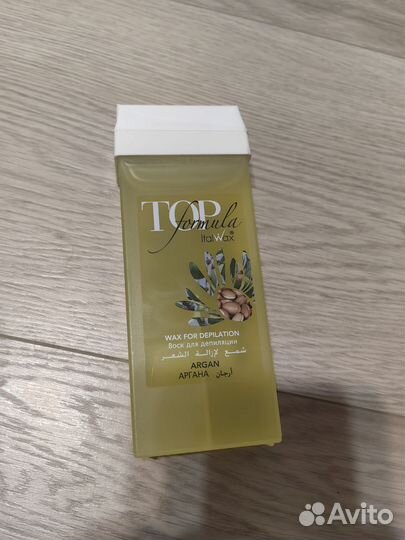 TOP
formula
ItalWax®
WAX FOR DEPILATION
Воск для депиляции
شمع لإزالة الشعر
ARGAN
АРГАНА أرجان
Avito